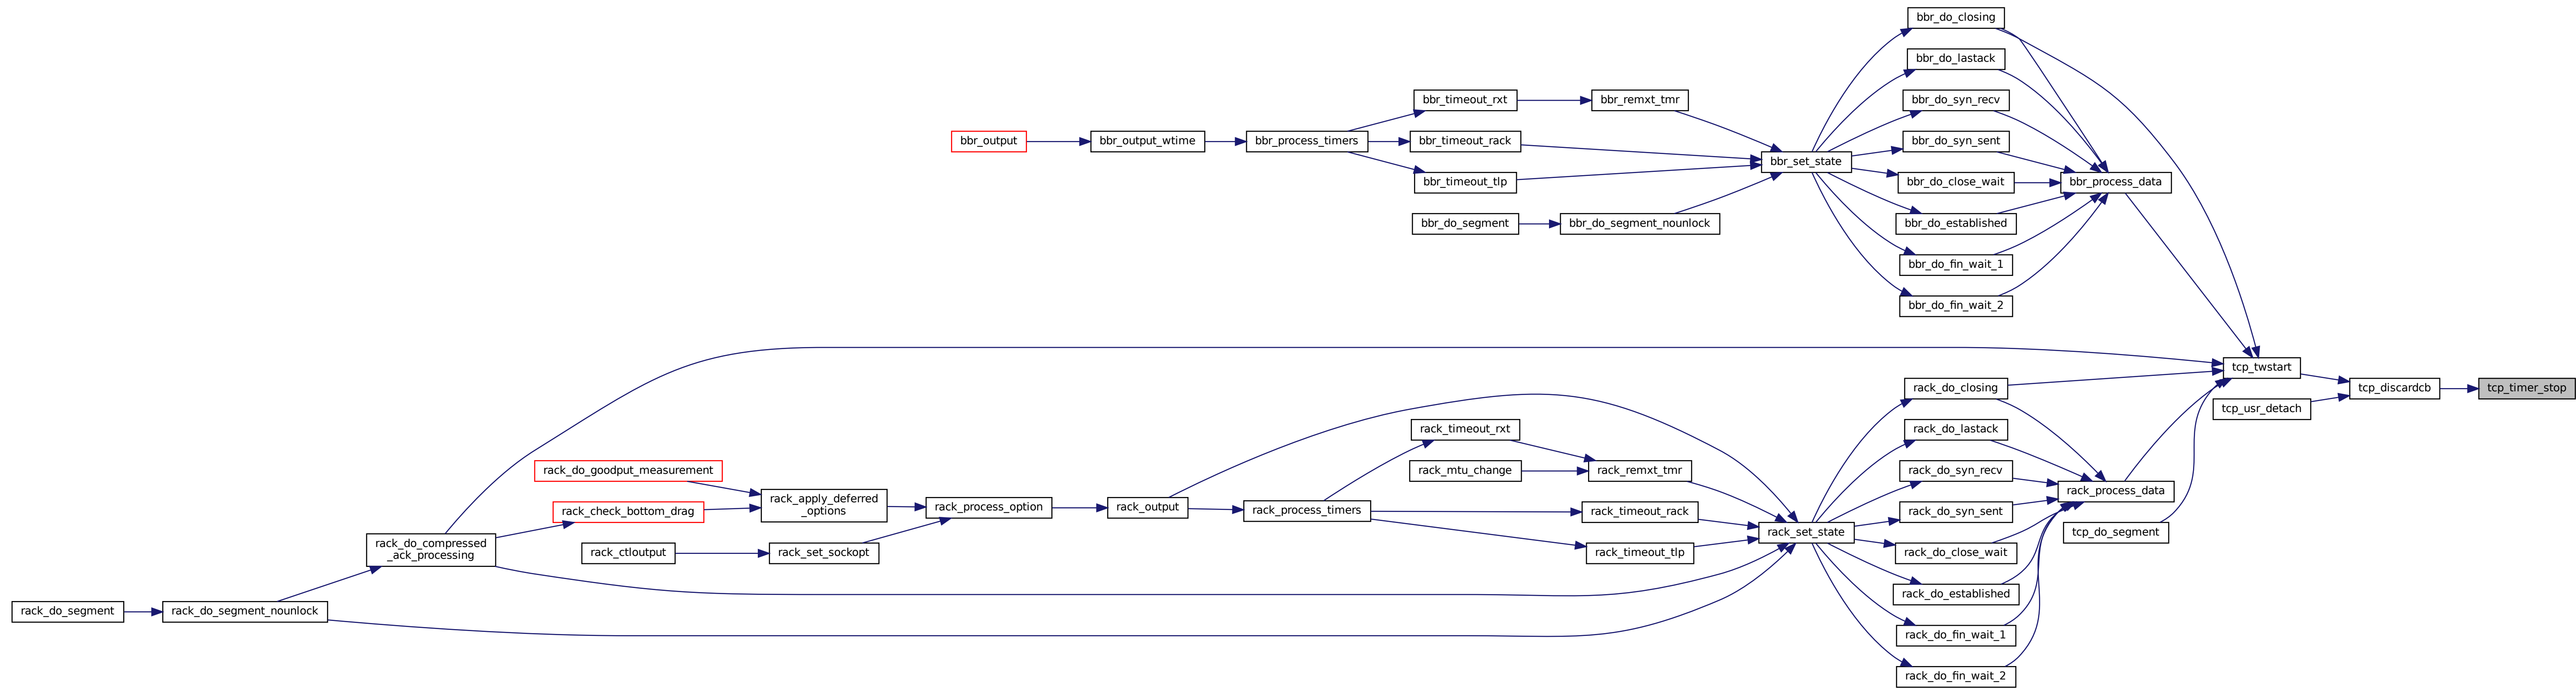 bbr_do_closing
bbr_do_lastack
bbr_timeout_rxt
bbr_remxt_tmr
bbr_do_syn_recv
bbr_output
bbr_output_wtime
bbr_process_timers
bbr_timeout_rack
bbr_do_syn_sent
bbr_set_state
bbr_timeout_tlp
bbr_do_close_wait
bbr_process_data
bbr_do_segment
bbr_do_segment_nounlock
bbr_do_established
bbr_do_fin_wait_1
bbr_do_fin_wait_2
tcp_twstart
rack_do_closing
tcp_discardcb
tcp_timer_stop
tcp_usr_detach
rack_timeout_rxt
rack_do_lastack
rack_do_goodput_measurement
rack_mtu_change
rack_remxt_tmr
rack_do_syn_recv
rack_process_data
rack_apply_deferred
_options
rack_check_bottom_drag
rack_process_option
rack_output
rack_process_timers
rack_timeout_rack
rack_do_syn_sent
rack_set_state
tcp_do_segment
rack_do_compressed
_ack_processing
rack_ctloutput
rack_set_sockopt
rack_timeout_tlp
rack_do_close_wait
rack_do_established
rack_do_segment
rack_do_segment_nounlock
rack_do_fin_wait_1
rack_do_fin_wait_2